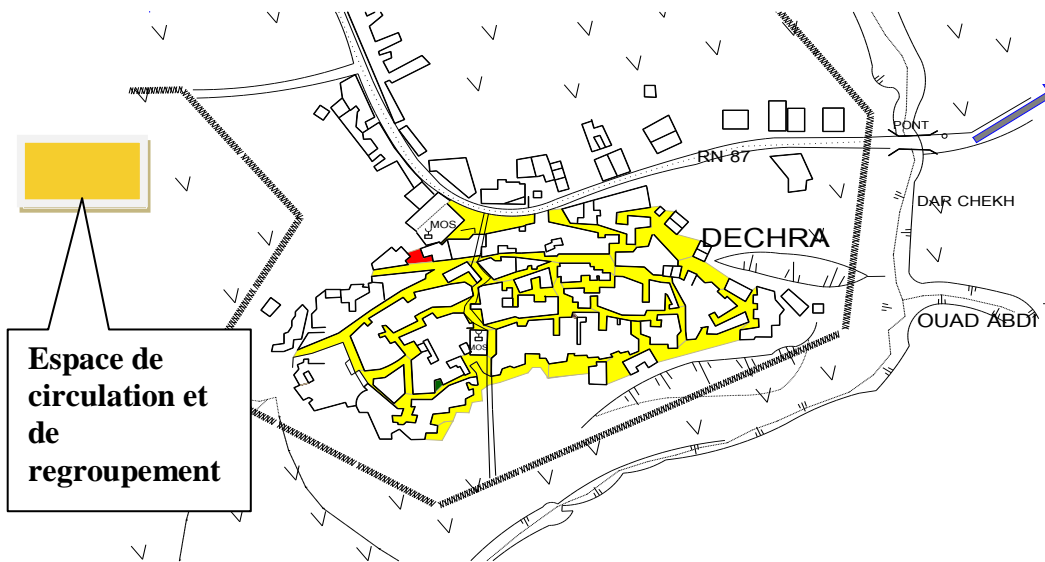 PONT
RN 87
DAR CHEKH
MOS
DECHRA
OUAD ABDI
MOS
Espace de
circulation et
de
regroupement